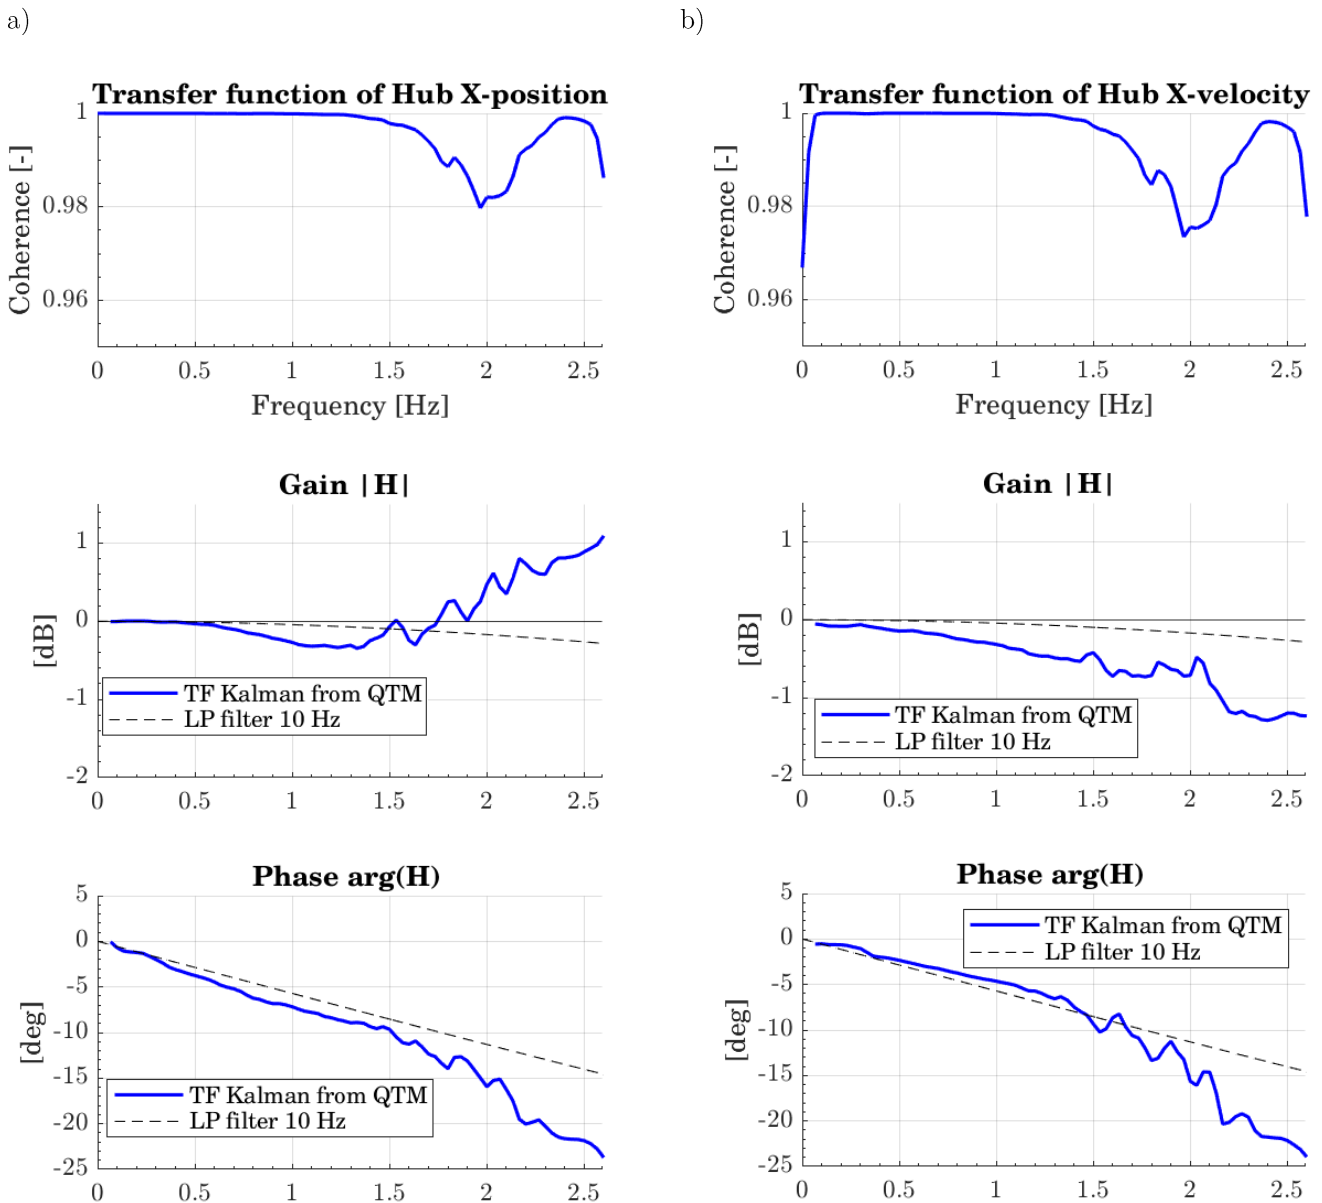 a)
Transfer function of Hub X-position
1
0.98
0.96
Coherence [-]
0 0.5 1 1.5 2 2.5
Frequency [Hz]
Gain |H|
1
0
-1
-2
[dB]
TF Kalman from QTM
LP filter 10 Hz
0 0.5 1 1.5 2 2.5
Phase arg(H)
5
0
-5
-10
-15
-20
-25
[deg]
TF Kalman from QTM
LP filter 10 Hz
0 0.5 1 1.5 2 2.5
b)
Transfer function of Hub X-velocity
1
0.98
0.96
Coherence [-]
0 0.5 1 1.5 2 2.5
Frequency [Hz]
Gain |H|
1
0
-1
-2
[dB]
TF Kalman from QTM
LP filter 10 Hz
0 0.5 1 1.5 2 2.5
Phase arg(H)
5
0
-5
-10
-15
-20
-25
[deg]
TF Kalman from QTM
LP filter 10 Hz
0 0.5 1 1.5 2 2.5